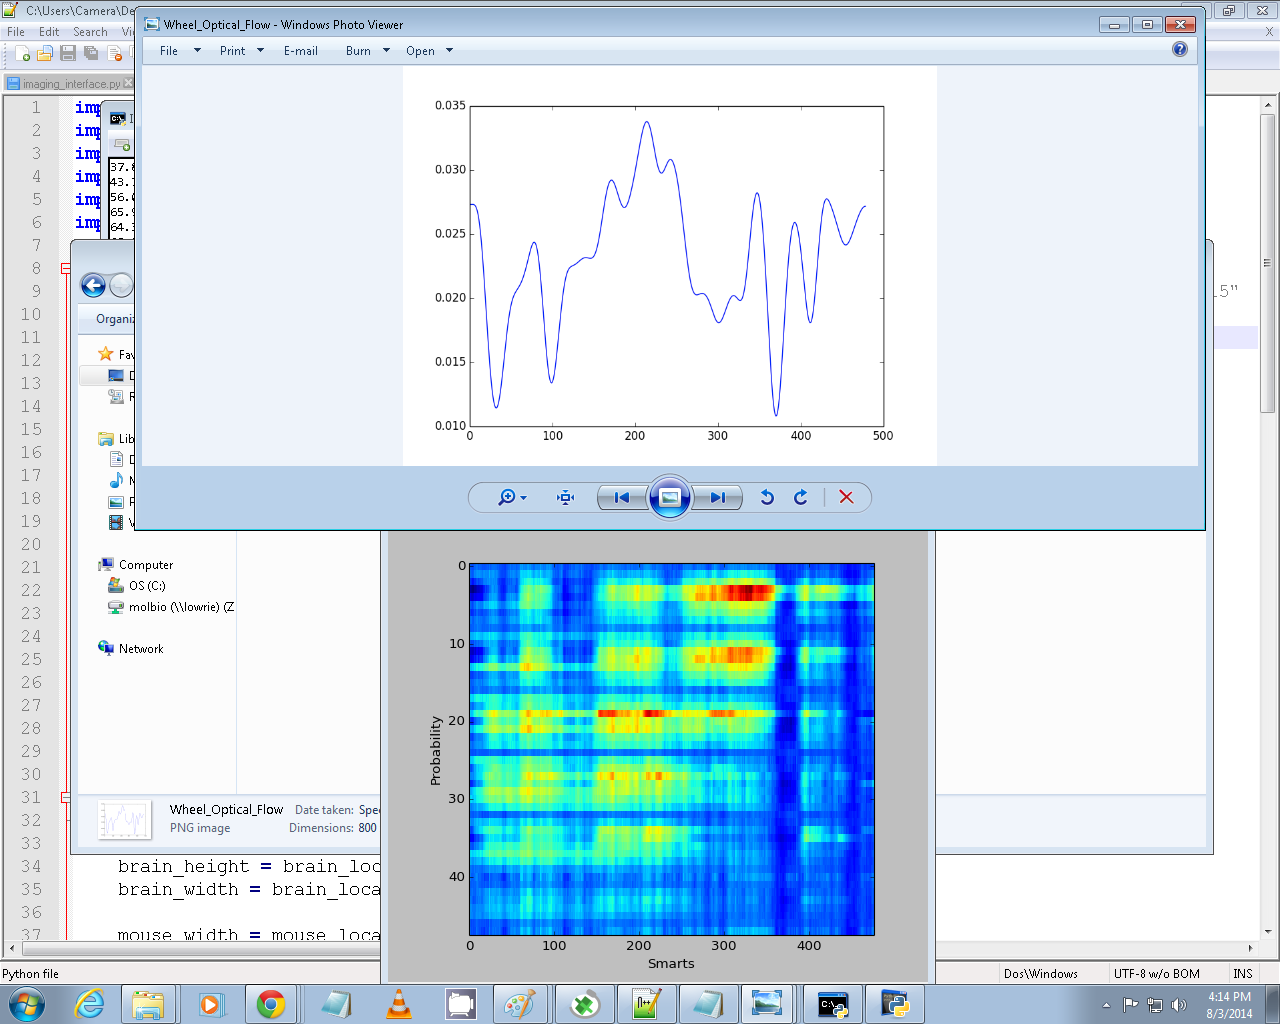 C:\Users\Camera\De
File Edit Search Vi
imaging_interface.py
Wheel_Optical_Flow - Windows Photo Viewer
File Print E-mail Burn Open
0.035
0.030
0.025
0.020
0.015
0.010
0 100 200 300 400 500
1 imp
2 imp
3 imp
4 imp
5 imp
6 imp
7
8
9 .5"
10
11
12
13
14
15
16
17
18
19
20
21
22
23
24
25
26
27
28
29
30
31
32
33
34 brain_height = brain_loc
35 brain_width = brain_loca
36
37 mouse_width = mouse_loca
37.8
43.
56.0
65.9
64.3
Organiz
Fav
D
R
Lib
D
M
P
V
Computer
OS (C:)
molbio (\\lowrie) (Z
Network
Wheel_Optical_Flow Date taken: Spe
PNG image Dimensions: 800
0
10
20
30
40
Probability
0 100 200 300 400
Smarts
Python file Dos\Windows UTF-8 w/o BOM INS
4:14 PM
8/3/2014